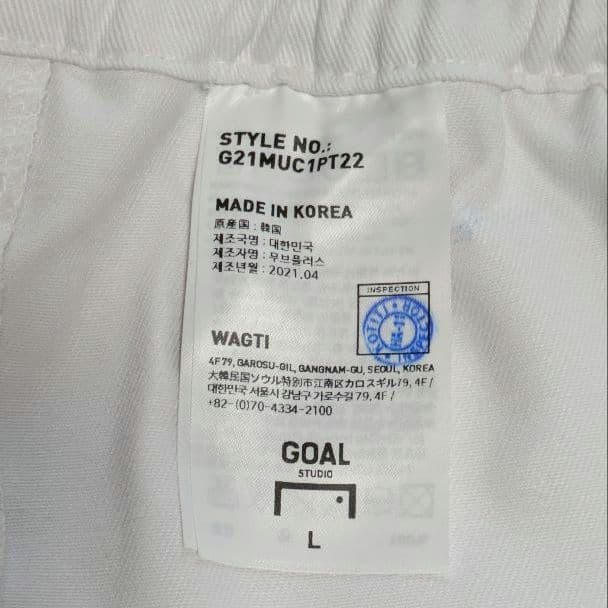 STYLE NO.:
G21MUC1PT22
MADE IN KOREA
原産国 : 韓国
제조국명 : 대한민국
제조자명 : 무브플러스
제조년월 : 2021.04
INSPECTION
WAGTI
4F79, GAROSU-GIL, GANGNAM-GU, SEOUL, KOREA
大韓民国ソウル特別市江南区カロスギル79, 4F /
대한민국 서울시 강남구 가로수길 79, 4F /
+82-(0)70-4334-2100
GOAL
STUDIO
L